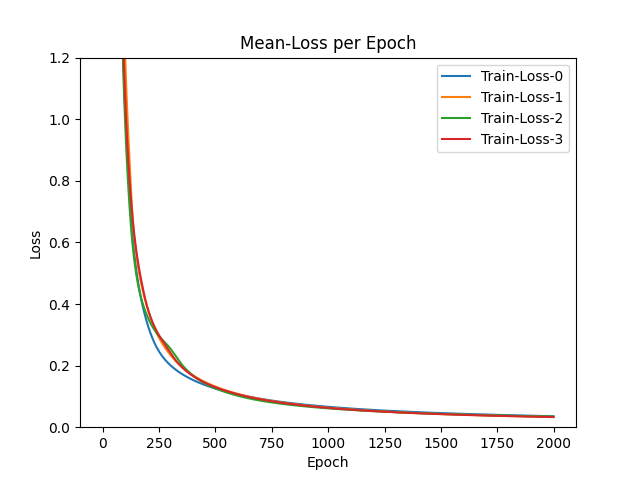 Mean-Loss per Epoch
Train-Loss-0
Train-Loss-1
Train-Loss-2
Train-Loss-3
Loss
1.2
1.0
0.8
0.6
0.4
0.2
0.0
0 250 500 750 1000 1250 1500 1750 2000
Epoch